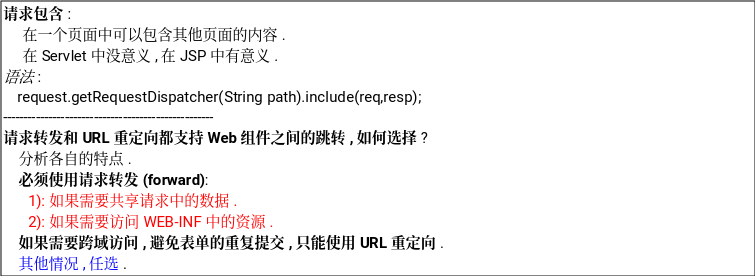 请求包含 :
在一个页面中可以包含其他页面的内容 .
在 Servlet 中没意义 , 在 JSP 中有意义 .
语法 :
request.getRequestDispatcher(String path).include(req,resp);
----------------------------------------------------
请求转发和 URL 重定向都支持 Web 组件之间的跳转 , 如何选择 ?
分析各自的特点 .
必须使用请求转发 (forward):
1): 如果需要共享请求中的数据 .
2): 如果需要访问 WEB-INF 中的资源 .
如果需要跨域访问 , 避免表单的重复提交 , 只能使用 URL 重定向 .
其他情况 , 任选 .